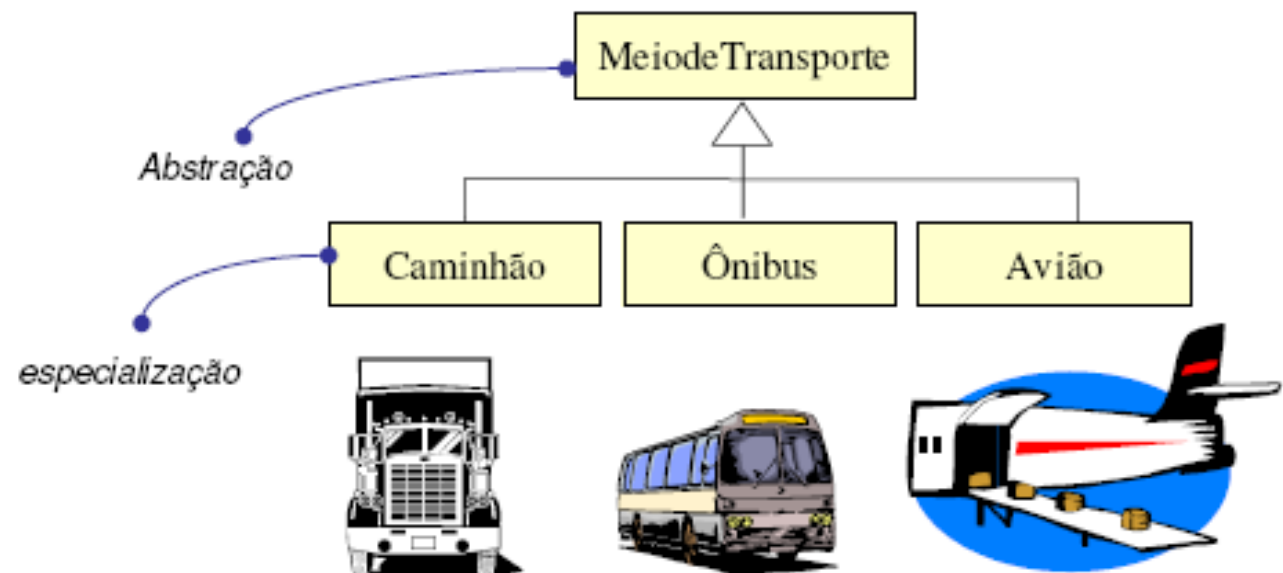 MeiodeTransporte
Abstração
Caminhão
Ônibus
Avião
especialização